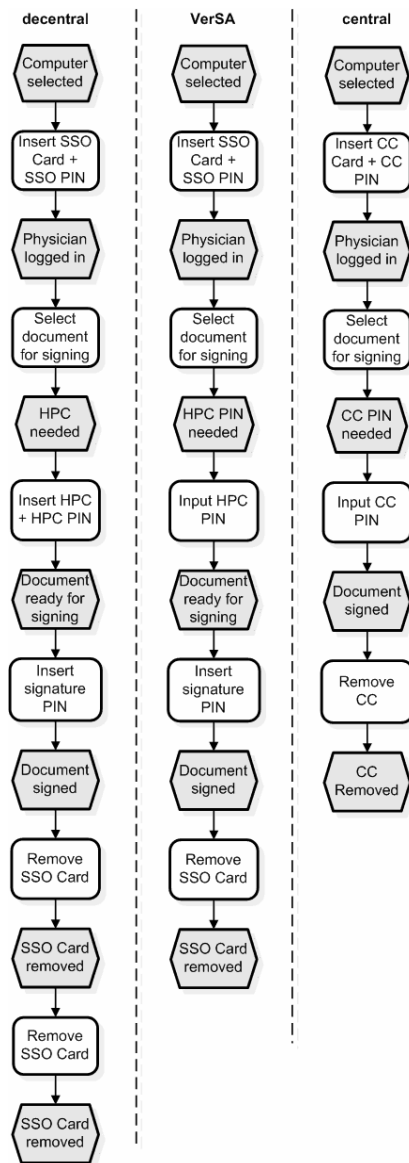 decentral
Computer
selected
Insert SSO
Card +
SSO PIN
Physician
logged in
Select
document
for signing
HPC
needed
Insert HPC
+ HPC PIN
Document
ready for
signing
Insert
signature
PIN
Document
signed
Remove
SSO Card
SSO Card
removed
Remove
SSO Card
SSO Card
removed
VerSA
Computer
selected
Insert SSO
Card +
SSO PIN
Physician
logged in
Select
document
for signing
HPC PIN
needed
Input HPC
PIN
Document
ready for
signing
Insert
signature
PIN
Document
signed
Remove
SSO Card
SSO Card
removed
central
Computer
selected
Insert CC
Card + CC
PIN
Physician
logged in
Select
document
for signing
CC PIN
needed
Input CC
PIN
Document
signed
Remove
CC
CC
Removed